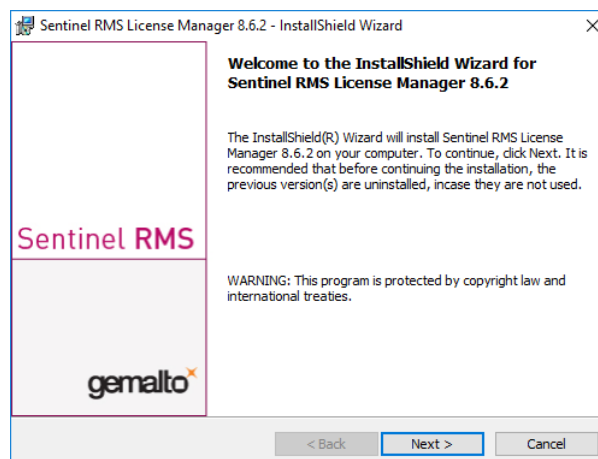 Sentinel RMS License Manager 8.6.2 - InstallShield Wizard
Welcome to the InstallShield Wizard for
Sentinel RMS License Manager 8.6.2
The InstallShield(R) Wizard will install Sentinel RMS License
Manager 8.6.2 on your computer. To continue, click Next. It is
recommended that before continuing the installation, the
previous version(s) are uninstalled, incase they are not used.
Sentinel RMS
WARNING: This program is protected by copyright law and
international treaties.
gemalto
< Back Next > Cancel